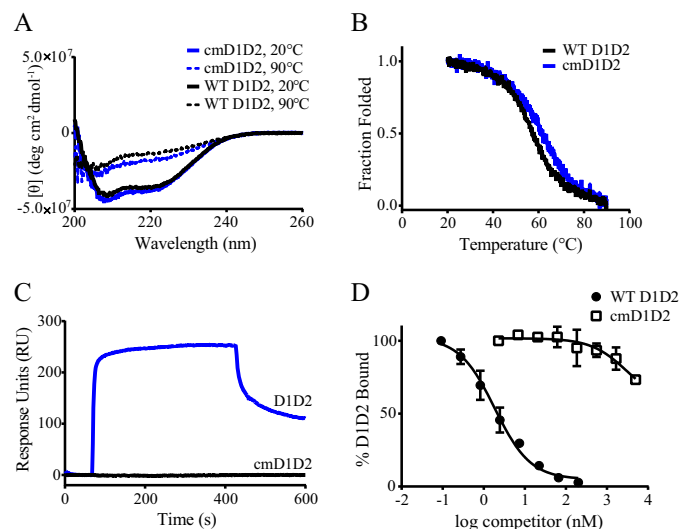 A
cmD1D2, 20°C
cmD1D2, 90°C
WT D1D2, 20°C
WT D1D2, 90°C
5.0×10⁷
0
-5.0×10⁷
200
220
240
260
[θ] (deg cm² dmol⁻¹)
Wavelength (nm)
B
WT D1D2
cmD1D2
1.0
0.5
0.0
0
20
40
60
80
100
Fraction Folded
Temperature (°C)
C
300
200
100
0
0
200
400
600
Response Units (RU)
D1D2
cmD1D2
Time (s)
D
WT D1D2
cmD1D2
100
50
0
-2
-1
0
1
2
3
4
% D1D2 Bound
log competitor (nM)